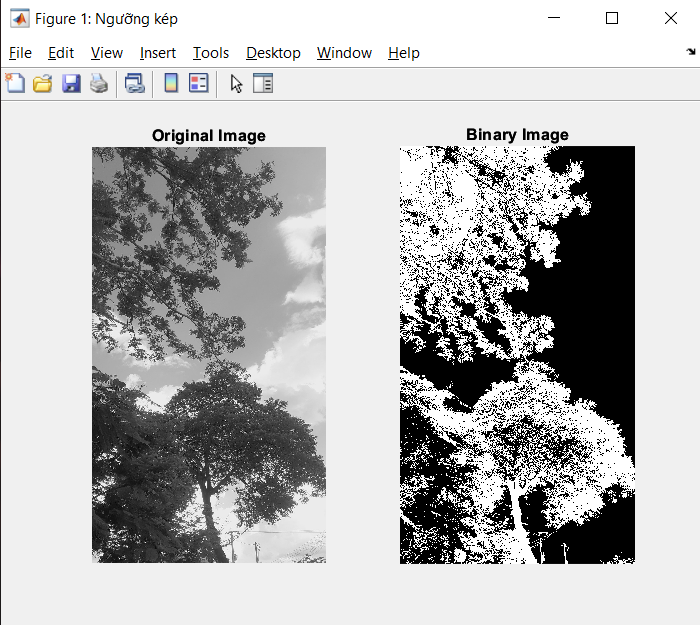 Figure 1: Ngưỡng kép
File Edit View Insert Tools Desktop Window Help
Original Image
Binary Image